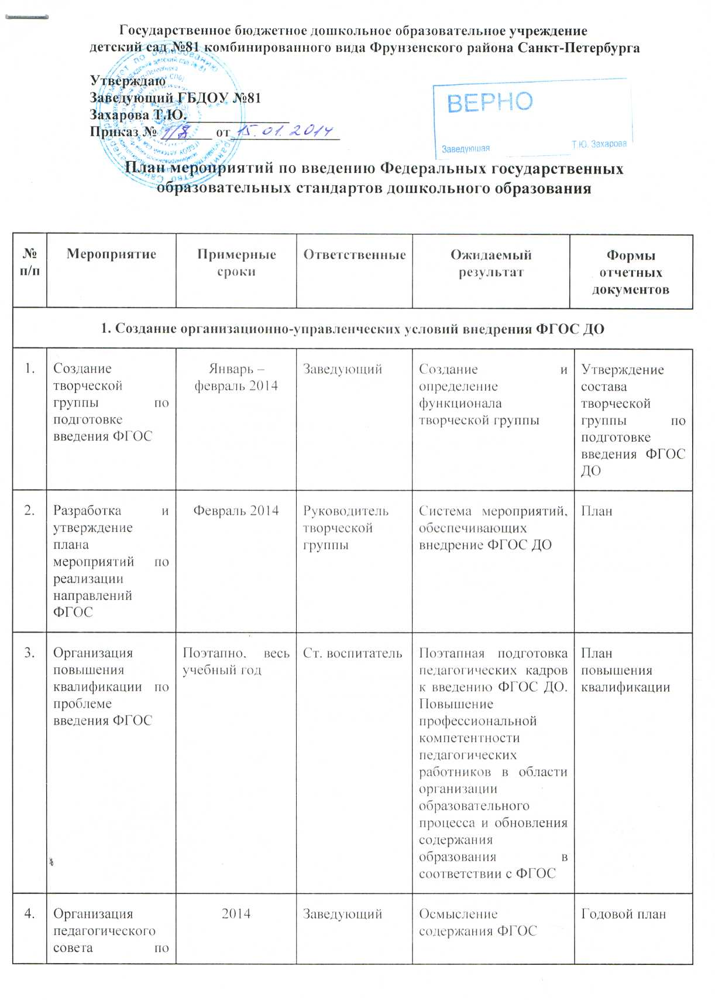 Государственное бюджетное дошкольное образовательное учреждение
детский сад №81 комбинированного вида Фрунзенского района Санкт-Петербурга
Утверждаю
Заведующий ГБДОУ №81
Захарова Т.Ю.
Приказ № 1/8 от 15.01.2014
ВЕРНО
Заведующая Т.Ю. Захарова
План мероприятий по введению Федеральных государственных
образовательных стандартов дошкольного образования
№
п/п
Мероприятие
Примерные
сроки
Ответственные
Ожидаемый
результат
Формы
отчетных
документов
1. Создание организационно-управленческих условий внедрения ФГОС ДО
1.
Создание
творческой
группы по
подготовке
введения ФГОС
Январь –
февраль 2014
Заведующий
Создание и
определение
функционала
творческой группы
Утверждение
состава
творческой
группы по
подготовке
введения ФГОС
ДО
2.
Разработка и
утверждение
плана
мероприятий по
реализации
направлений
ФГОС
Февраль 2014
Руководитель
творческой
группы
Система мероприятий,
обеспечивающих
внедрение ФГОС ДО
План
3.
Организация
повышения
квалификации по
проблеме
введения ФГОС
Поэтапно, весь
учебный год
Ст. воспитатель
Поэтапная подготовка
педагогических кадров
к введению ФГОС ДО.
Повышение
профессиональной
компетентности
педагогических
работников в области
организации
образовательного
процесса и обновления
содержания
образования в
соответствии с ФГОС
План
повышения
квалификации
4.
Организация
педагогического
совета по
2014
Заведующий
Осмысление
содержания ФГОС
Годовой план